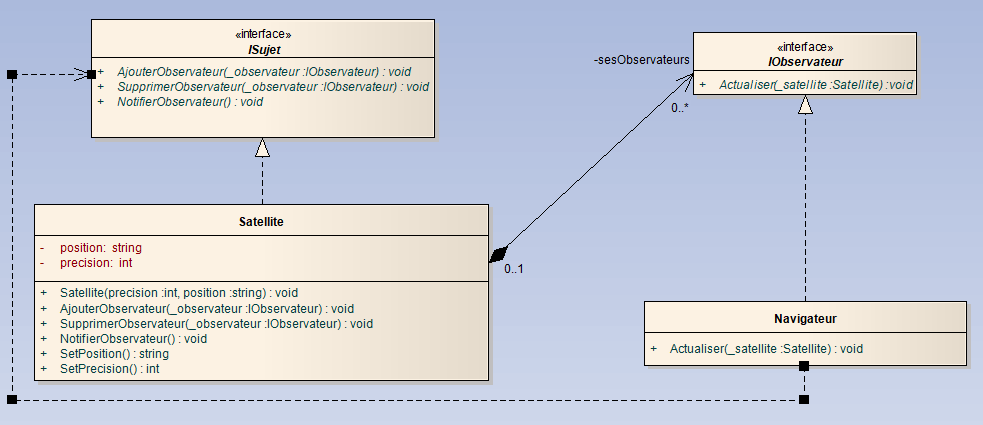 «interface»
ISujet
+ AjouterObservateur(_observateur :IObservateur) : void
+ SupprimerObservateur(_observateur :IObservateur) : void
+ NotifierObservateur() : void
-sesObservateurs
0..*
«interface»
IObservateur
+ Actualiser(_satellite :Satellite) :void
Satellite
- position: string
- precision: int
+ Satellite(precision :int, position :string) : void
+ AjouterObservateur(_observateur :IObservateur) : void
+ SupprimerObservateur(_observateur :IObservateur) : void
+ NotifierObservateur() : void
+ SetPosition() : string
+ SetPrecision() : int
0..1
Navigateur
+ Actualiser(_satellite :Satellite) : void